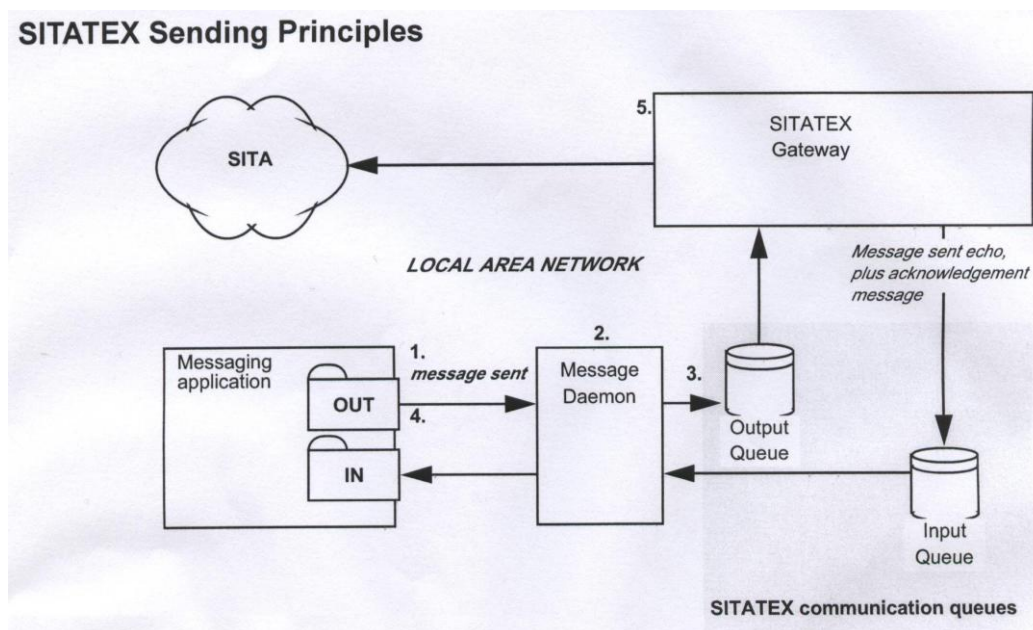 SITATEX Sending Principles
5.
SITATEX
Gateway
SITA
Message sent echo,
plus acknowledgement
message
LOCAL AREA NETWORK
1.
message sent
2.
Messaging
application
OUT
4.
IN
Message
Daemon
3.
Output
Queue
Input
Queue
SITATEX communication queues